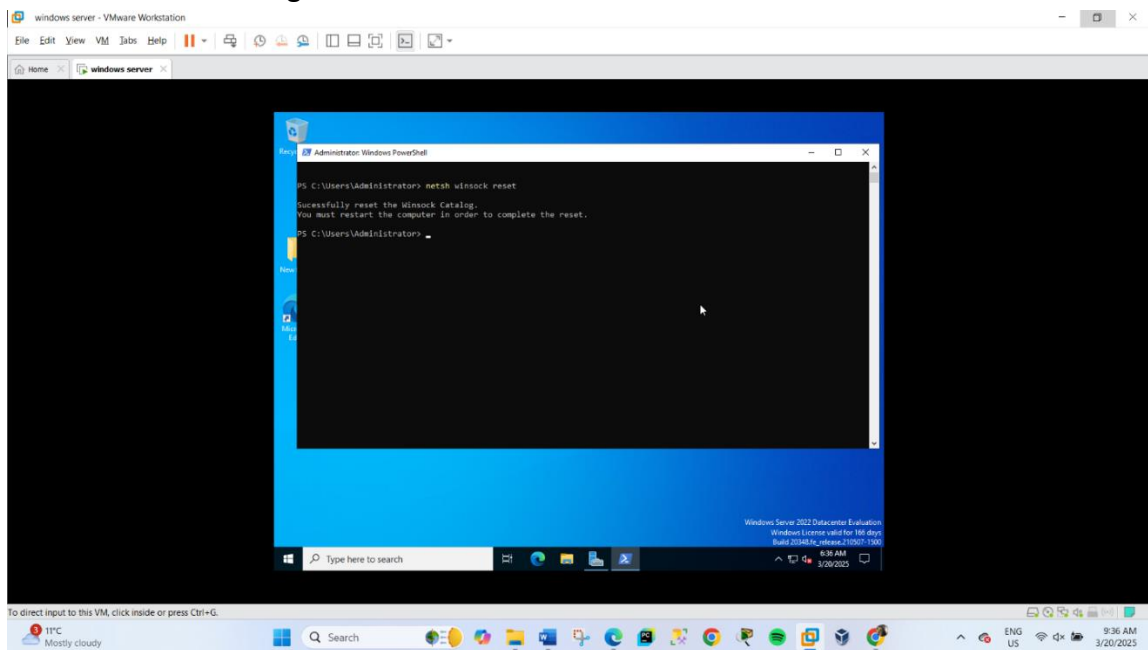 windows server - VMware Workstation
File Edit View VM Tabs Help
Home
windows server
Administrator: Windows PowerShell
PS C:\Users\Administrator> netsh winsock reset
Sucessfully reset the Winsock Catalog.
You must restart the computer in order to complete the reset.
PS C:\Users\Administrator>
New
Ed
Windows Server 2022 Datacenter Evaluation
Windows License valid for 166 days
Build 20348.fe_release.210507-1500
Type here to search
6:36 AM
3/20/2025
To direct input to this VM, click inside or press Ctrl+G.
3
11°C
Mostly cloudy
Search
ENG
US
9:36 AM
3/20/2025